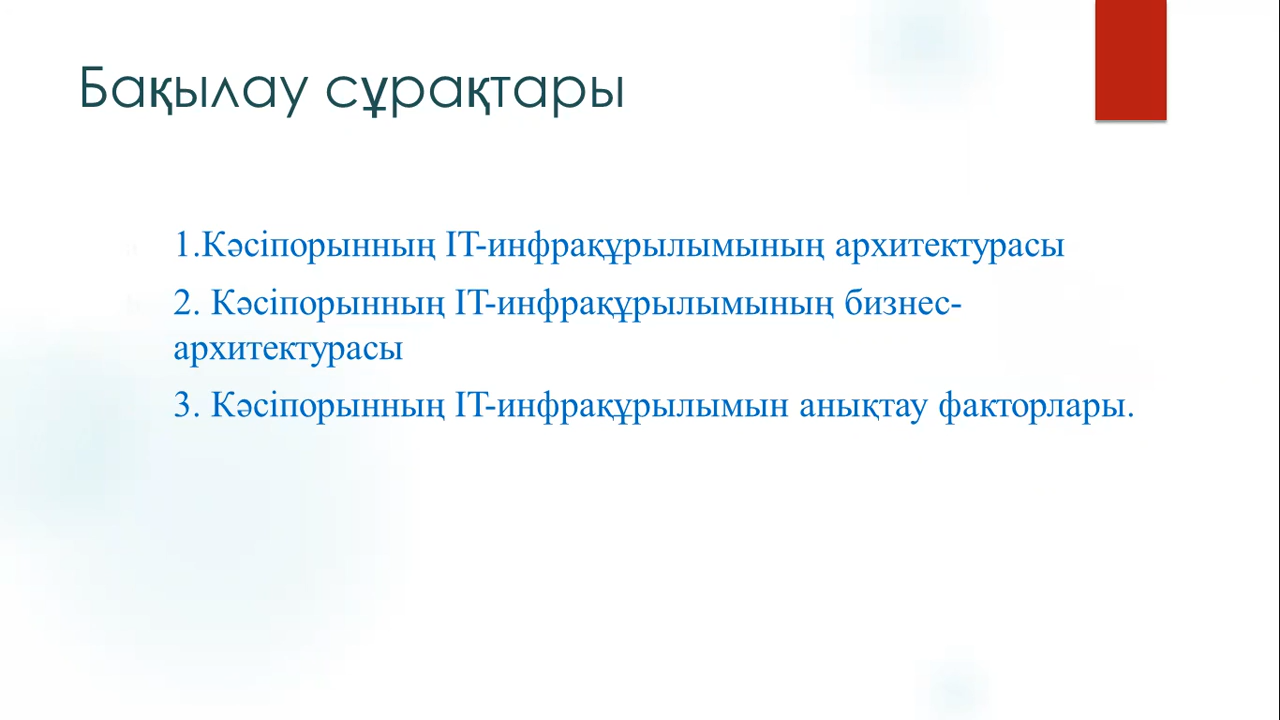 Бақылау сұрақтары
1.Кәсіпорынның IT-инфрақұрылымының архитектурасы
2. Кәсіпорынның IT-инфрақұрылымының бизнес-
архитектурасы
3. Кәсіпорынның IT-инфрақұрылымын анықтау факторлары.